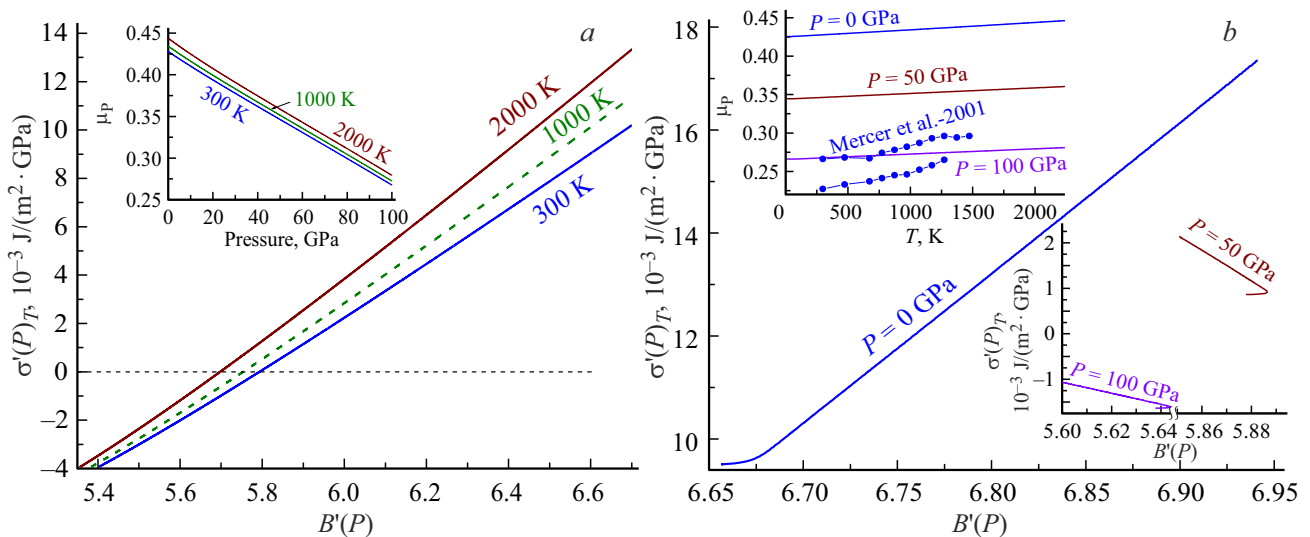 a
σ'(P)_T, 10⁻³ J/(m² · GPa)
14
12
10
8
6
4
2
0
−2
−4
5.4
5.6
5.8
6.0
6.2
6.4
6.6
B'(P)
2000 K
1000 K
300 K
μ_P
0.45
0.40
0.35
0.30
0.25
0
20
40
60
80
100
Pressure, GPa
300 K
1000 K
2000 K
b
σ'(P)_T, 10⁻³ J/(m² · GPa)
18
16
14
12
10
6.65
6.70
6.75
6.80
6.85
6.90
6.95
B'(P)
P = 0 GPa
μ_P
0.45
0.40
0.35
0.30
0.25
0
500
1000
1500
2000
T, K
P = 0 GPa
P = 50 GPa
Mercer et al.-2001
P = 100 GPa
σ'(P)_T,
10⁻³ J/(m² · GPa)
2
1
0
−1
5.60
5.62
5.64
5.86
5.88
B'(P)
P = 50 GPa
P = 100 GPa